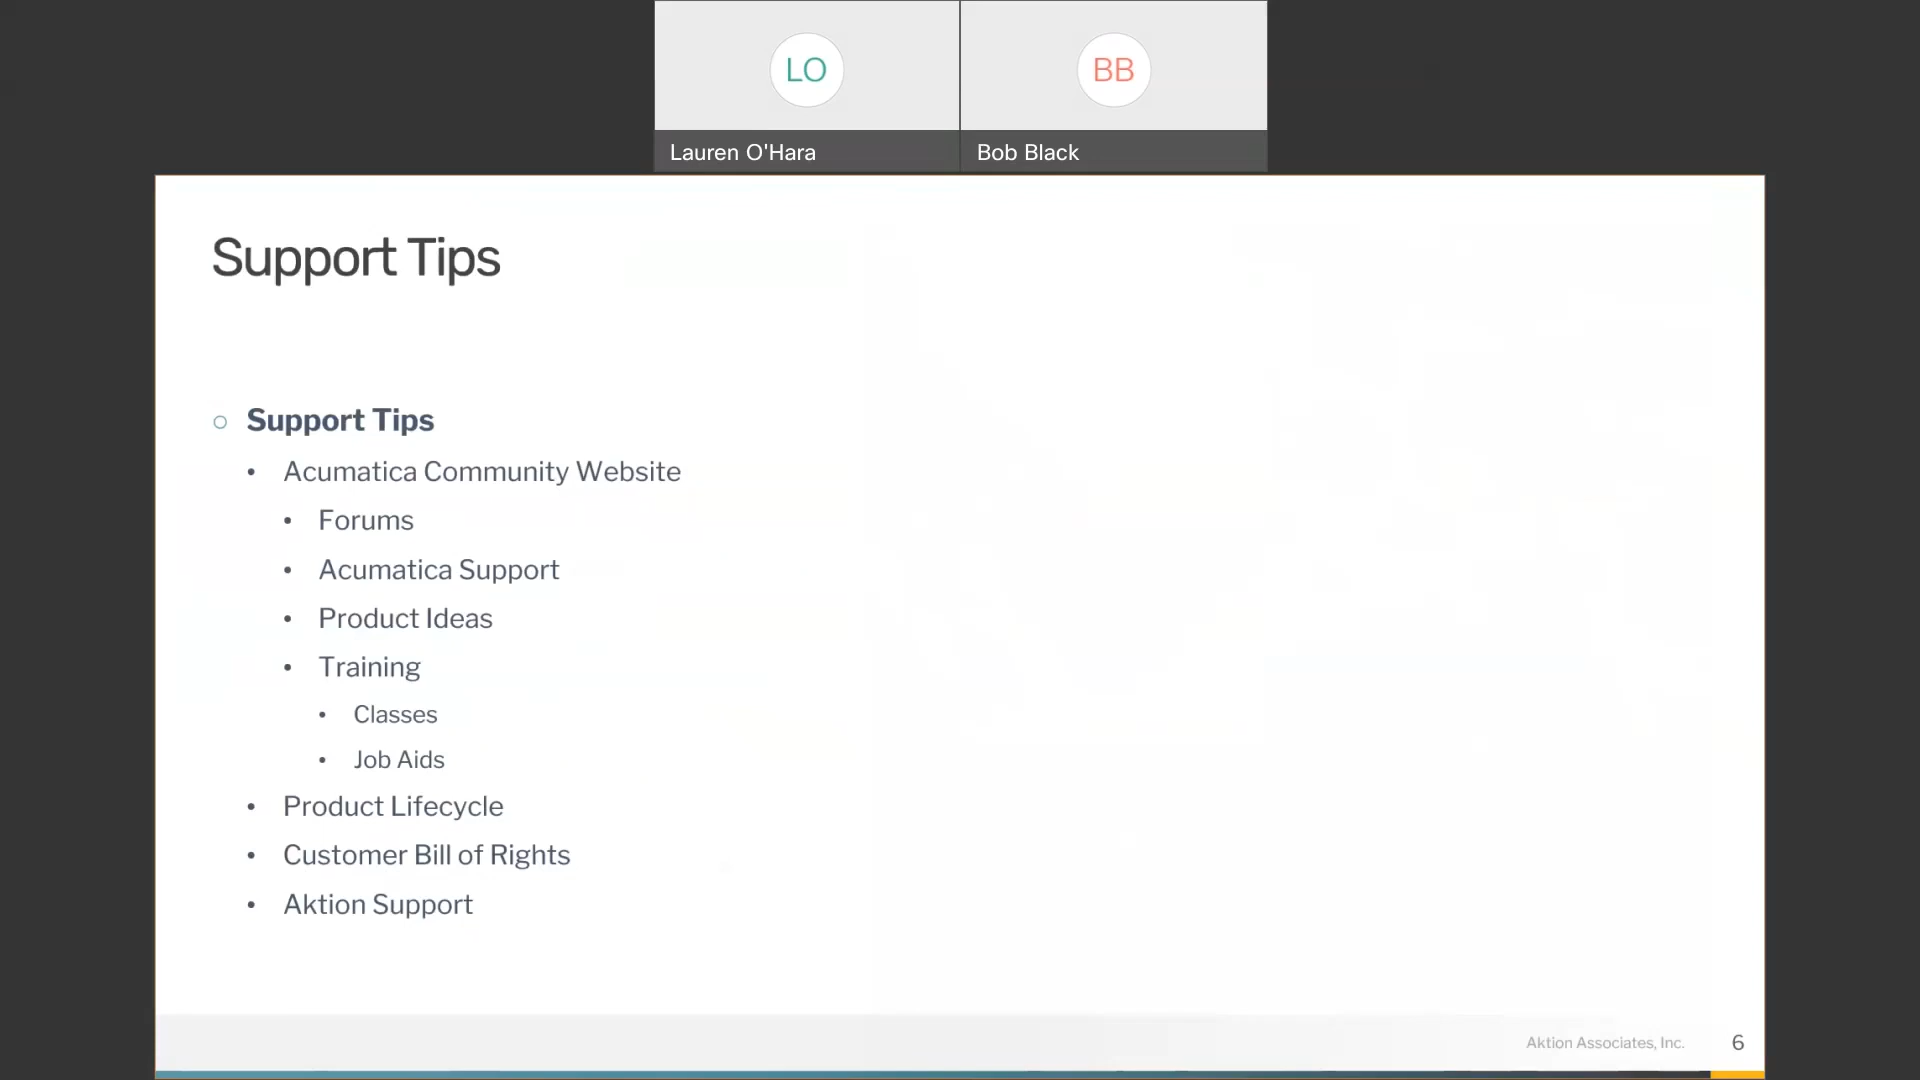 LO
BB
Lauren O'Hara
Bob Black
Support Tips
Support Tips
Acumatica Community Website
Forums
Acumatica Support
Product Ideas
Training
Classes
Job Aids
Product Lifecycle
Customer Bill of Rights
Aktion Support
Aktion Associates, Inc.
6